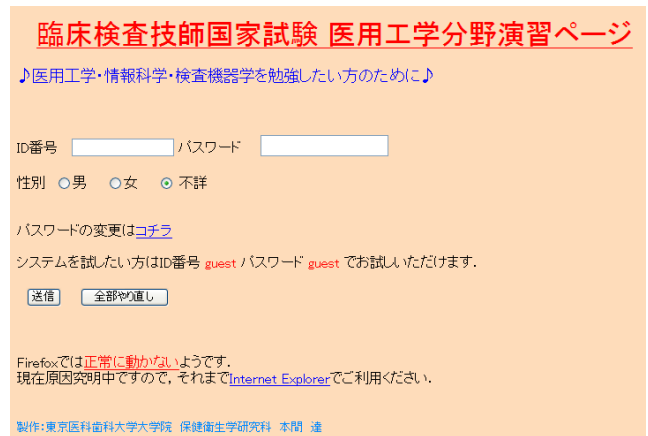 臨床検査技師国家試験 医用工学分野演習ページ
♪医用工学・情報科学・検査機器学を勉強したい方のために♪
ID番号 パスワード
性別 男 女 不詳
パスワードの変更はコチラ
システムを試したい方はID番号 guest パスワード guest でお試しいただけます.
送信 全部やり直し
Firefoxでは正常に動かないようです.
現在原因究明中ですので, それまでInternet Explorerでご利用ください.
製作:東京医科歯科大学大学院 保健衛生学研究科 本間 達